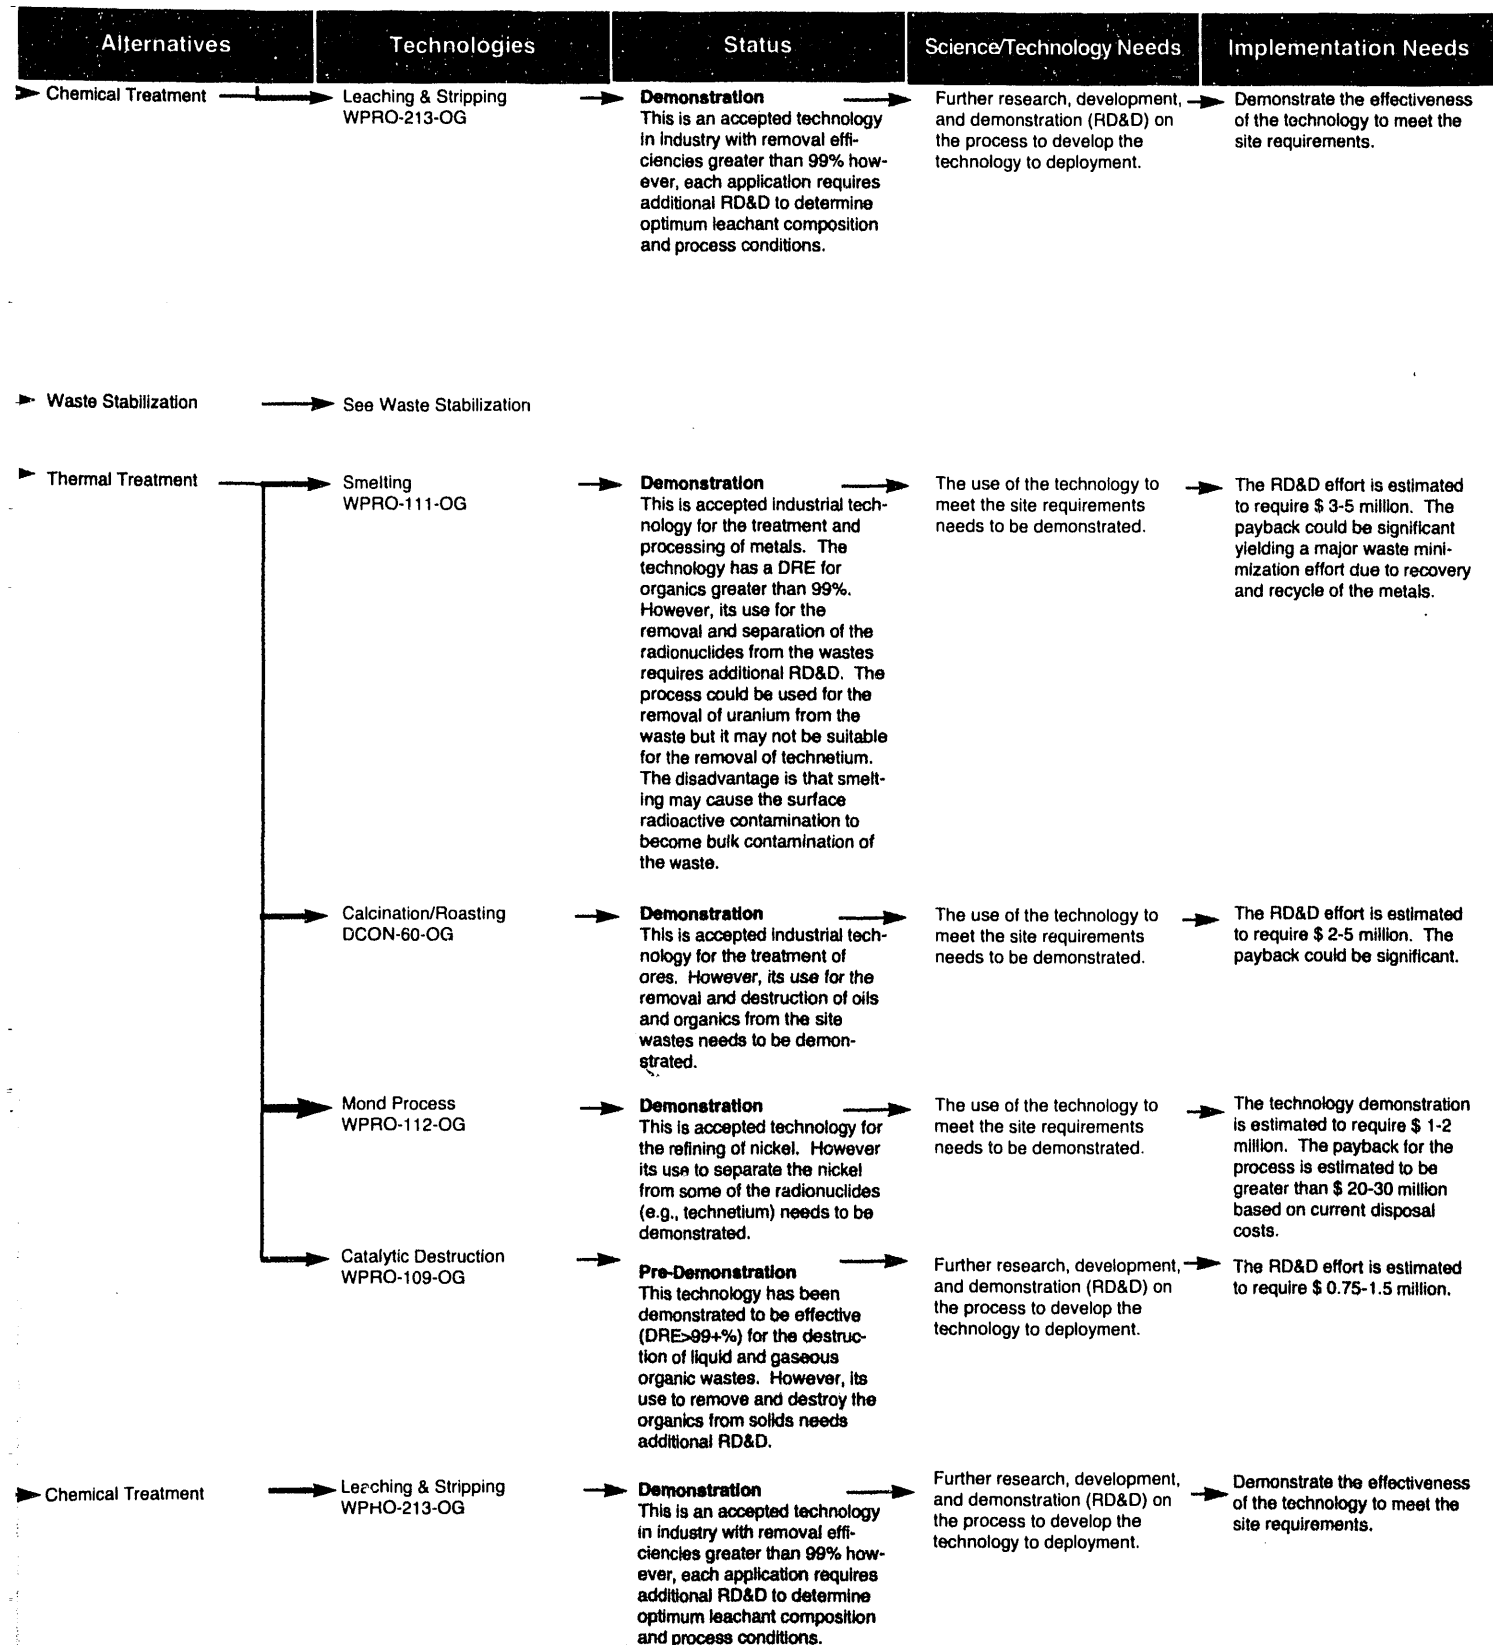 Alternatives
Technologies
Status
Science/Technology Needs
Implementation Needs
Chemical Treatment
Leaching & Stripping
WPRO-213-OG
Demonstration
This is an accepted technology
in industry with removal effi-
ciencies greater than 99% how-
ever, each application requires
additional RD&D to determine
optimum leachant composition
and process conditions.
Further research, development,
and demonstration (RD&D) on
the process to develop the
technology to deployment.
Demonstrate the effectiveness
of the technology to meet the
site requirements.
Waste Stabilization
See Waste Stabilization
Thermal Treatment
Smelting
WPRO-111-OG
Demonstration
This is accepted industrial tech-
nology for the treatment and
processing of metals. The
technology has a DRE for
organics greater than 99%.
However, its use for the
removal and separation of the
radionuclides from the wastes
requires additional RD&D. The
process could be used for the
removal of uranium from the
waste but it may not be suitable
for the removal of technetium.
The disadvantage is that smelt-
ing may cause the surface
radioactive contamination to
become bulk contamination of
the waste.
The use of the technology to
meet the site requirements
needs to be demonstrated.
The RD&D effort is estimated
to require $ 3-5 million. The
payback could be significant
yielding a major waste mini-
mization effort due to recovery
and recycle of the metals.
Calcination/Roasting
DCON-60-OG
Demonstration
This is accepted industrial tech-
nology for the treatment of
ores. However, its use for the
removal and destruction of oils
and organics from the site
wastes needs to be demon-
strated.
The use of the technology to
meet the site requirements
needs to be demonstrated.
The RD&D effort is estimated
to require $ 2-5 million. The
payback could be significant.
Mond Process
WPRO-112-OG
Demonstration
This is accepted technology for
the refining of nickel. However
its use to separate the nickel
from some of the radionuclides
(e.g., technetium) needs to be
demonstrated.
The use of the technology to
meet the site requirements
needs to be demonstrated.
The technology demonstration
is estimated to require $ 1-2
million. The payback for the
process is estimated to be
greater than $ 20-30 million
based on current disposal
costs.
Catalytic Destruction
WPRO-109-OG
Pre-Demonstration
This technology has been
demonstrated to be effective
(DRE>99+%) for the destruc-
tion of liquid and gaseous
organic wastes. However, its
use to remove and destroy the
organics from solids needs
additional RD&D.
Further research, development,
and demonstration (RD&D) on
the process to develop the
technology to deployment.
The RD&D effort is estimated
to require $ 0.75-1.5 million.
Chemical Treatment
Leaching & Stripping
WPRO-213-OG
Demonstration
This is an accepted technology
in industry with removal effi-
ciencies greater than 99% how-
ever, each application requires
additional RD&D to determine
optimum leachant composition
and process conditions.
Further research, development,
and demonstration (RD&D) on
the process to develop the
technology to deployment.
Demonstrate the effectiveness
of the technology to meet the
site requirements.